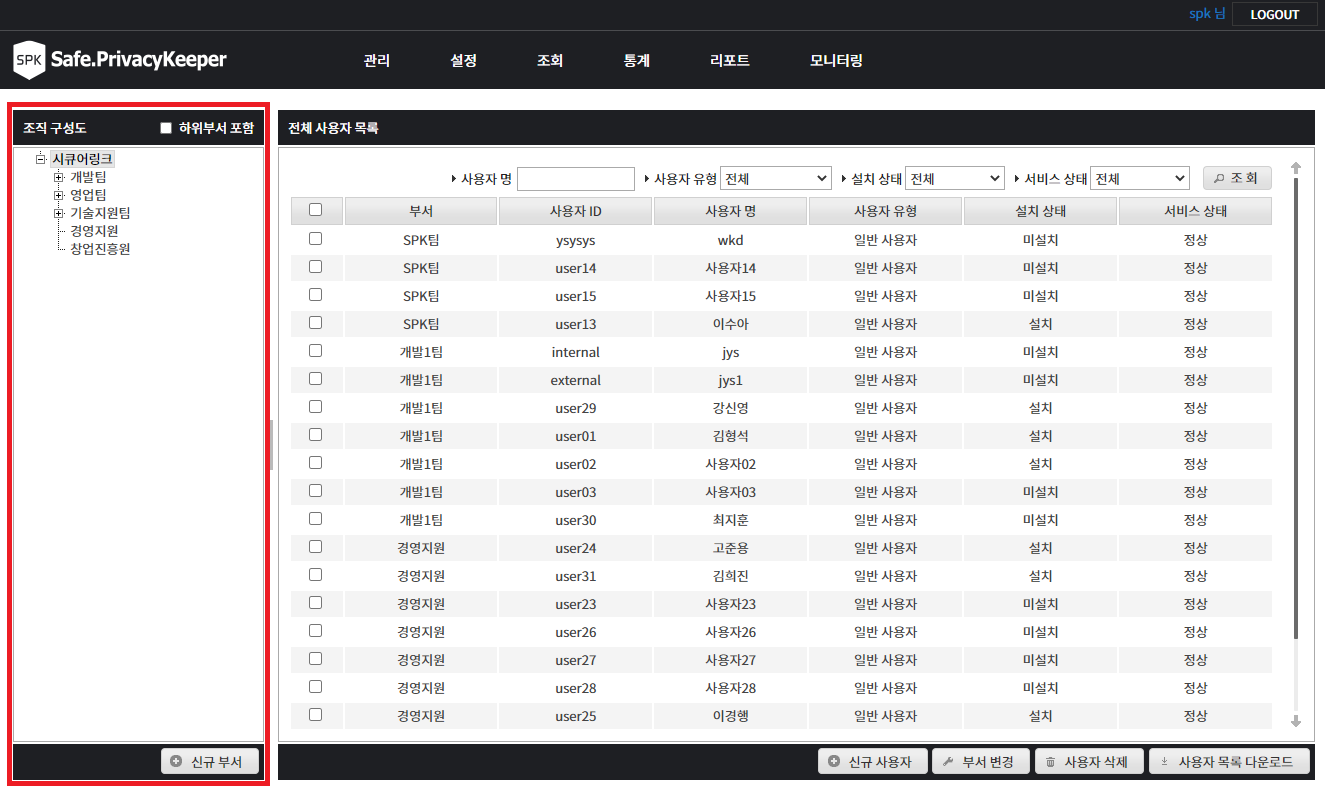 spk 님 LOGOUT
SPK Safe.PrivacyKeeper 관리 설정 조회 통계 리포트 모니터링
조직 구성도 하위부서 포함
시큐어링크
개발팀
영업팀
기술지원팀
경영지원
창업진흥원
신규 부서
전체 사용자 목록
사용자 명 사용자 유형 전체 설치 상태 전체 서비스 상태 전체 조회
부서 사용자 ID 사용자 명 사용자 유형 설치 상태 서비스 상태
SPK팀 ysysys wkd 일반 사용자 미설치 정상
SPK팀 user14 사용자14 일반 사용자 미설치 정상
SPK팀 user15 사용자15 일반 사용자 미설치 정상
SPK팀 user13 이수아 일반 사용자 설치 정상
개발1팀 internal jys 일반 사용자 미설치 정상
개발1팀 external jys1 일반 사용자 미설치 정상
개발1팀 user29 강신영 일반 사용자 설치 정상
개발1팀 user01 김형석 일반 사용자 설치 정상
개발1팀 user02 사용자02 일반 사용자 설치 정상
개발1팀 user03 사용자03 일반 사용자 미설치 정상
개발1팀 user30 최지훈 일반 사용자 미설치 정상
경영지원 user24 고준용 일반 사용자 설치 정상
경영지원 user31 김희진 일반 사용자 설치 정상
경영지원 user23 사용자23 일반 사용자 미설치 정상
경영지원 user26 사용자26 일반 사용자 미설치 정상
경영지원 user27 사용자27 일반 사용자 미설치 정상
경영지원 user28 사용자28 일반 사용자 미설치 정상
경영지원 user25 이경행 일반 사용자 설치 정상
신규 사용자 부서 변경 사용자 삭제 사용자 목록 다운로드